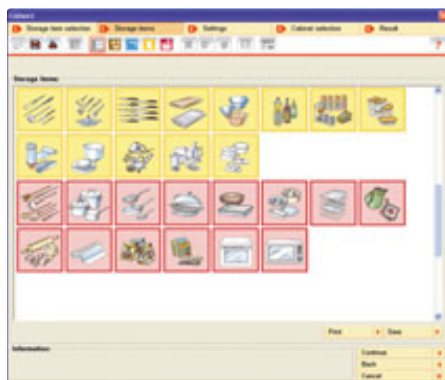 Storage item selection
Storage items
Settings
Cabinet selection
Result
Storage items
Print
Save
Information:
Continue
Back
Cancel